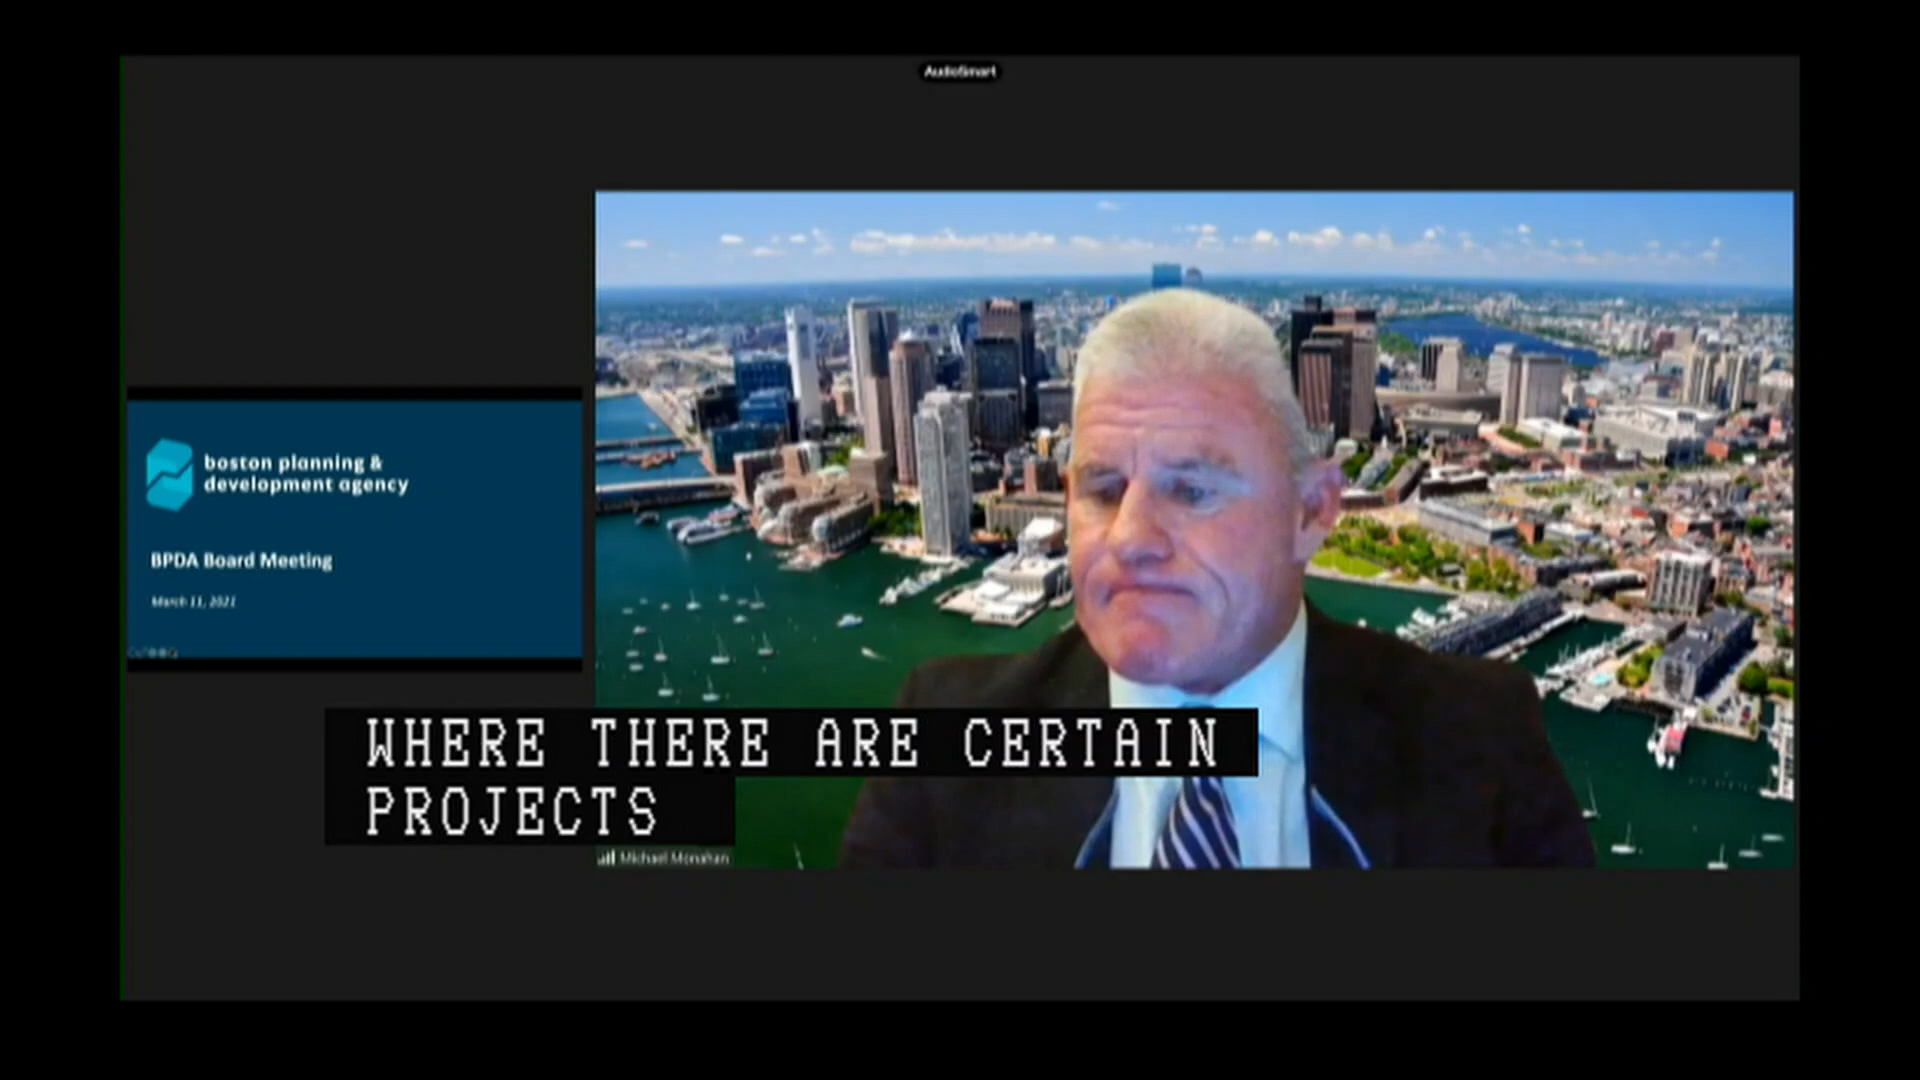 AudioSmart
boston planning &
development agency
BPDA Board Meeting
March 11, 2021
WHERE THERE ARE CERTAIN
PROJECTS
Michael Monahan